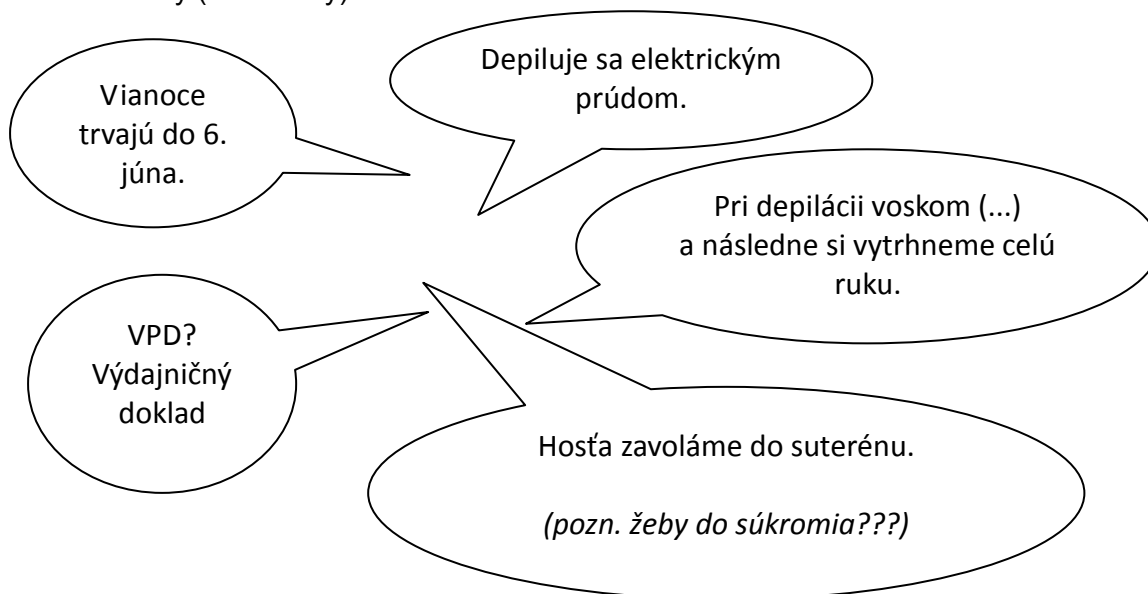 Depiluje sa elektrickým
prúdom.
Vianoce
trvajú do 6.
júna.
Pri depilácii voskom (...)
a následne si vytrhneme celú
ruku.
VPD?
Výdajničný
doklad
Hosťa zavoláme do suterénu.
(pozn. žeby do súkromia???)